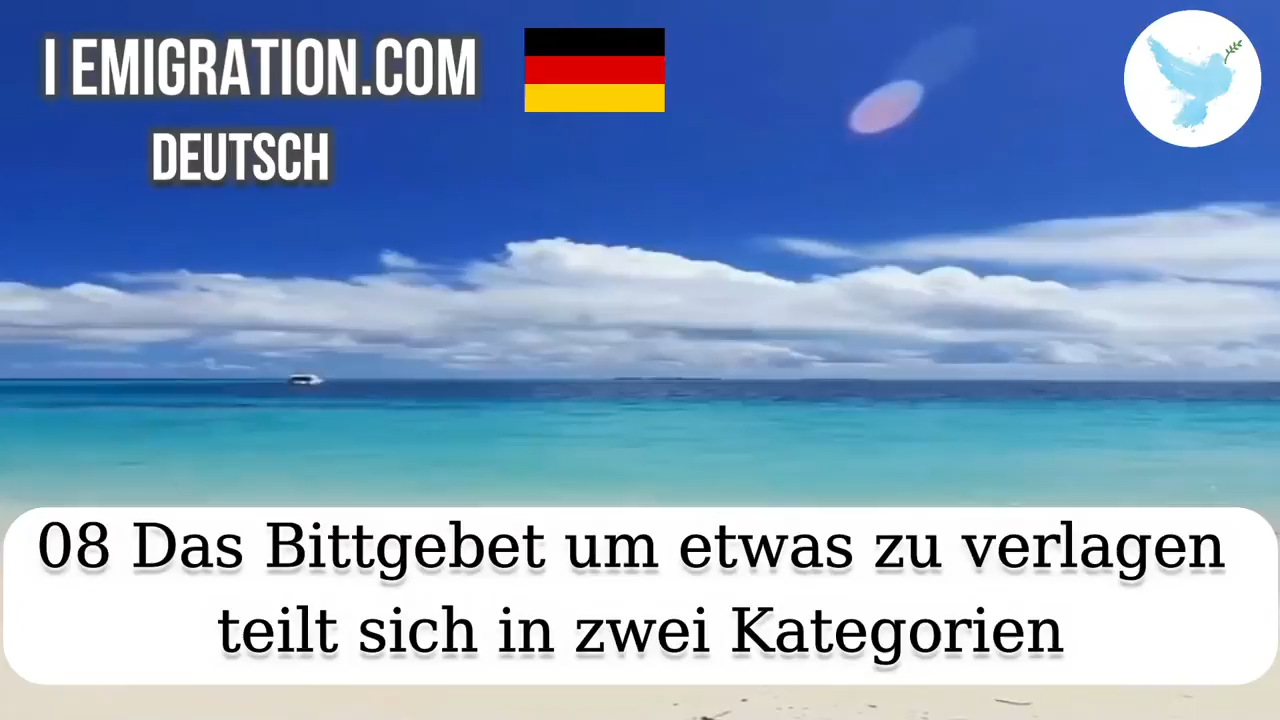 I EMIGRATION.COM
DEUTSCH
08 Das Bittgebet um etwas zu verlagen
teilt sich in zwei Kategorien